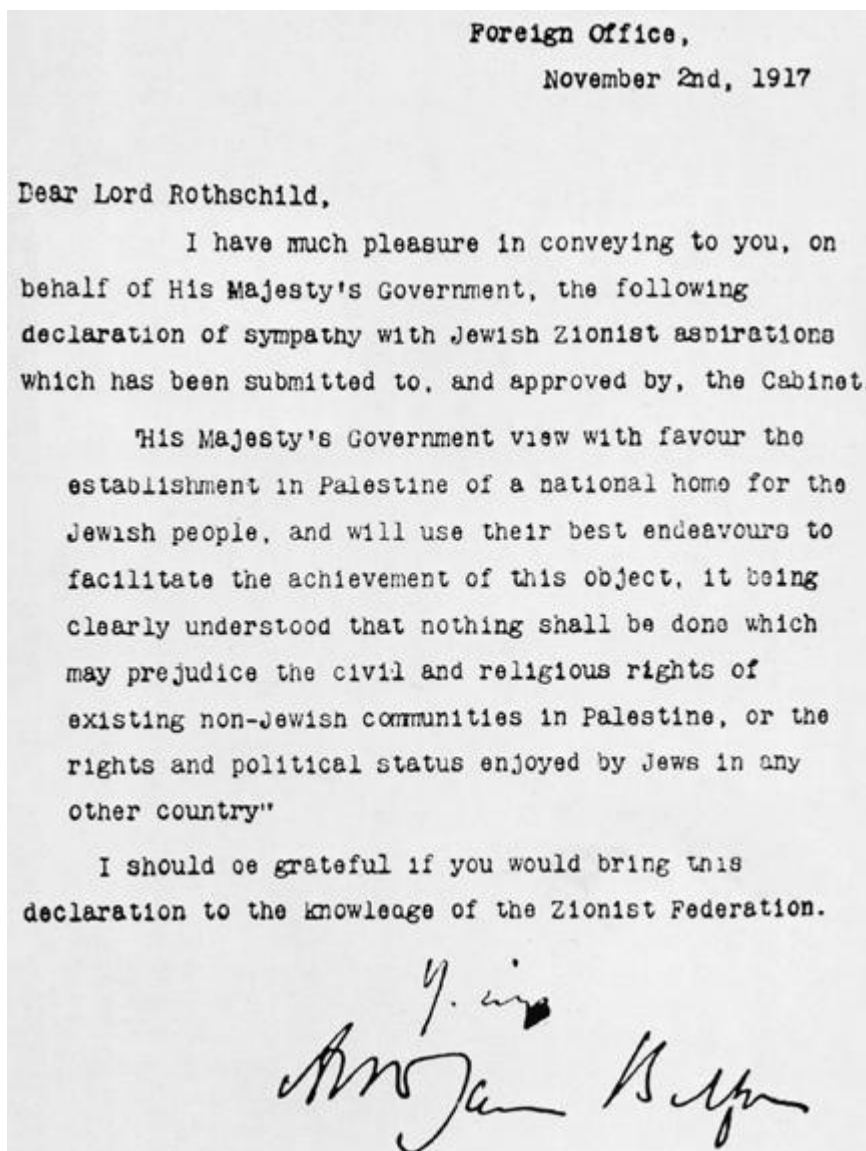 Foreign Office,
November 2nd, 1917
Dear Lord Rothschild,
I have much pleasure in conveying to you, on
behalf of His Majesty's Government, the following
declaration of sympathy with Jewish Zionist aspirations
which has been submitted to, and approved by, the Cabinet
"His Majesty's Government view with favour the
establishment in Palestine of a national home for the
Jewish people, and will use their best endeavours to
facilitate the achievement of this object, it being
clearly understood that nothing shall be done which
may prejudice the civil and religious rights of
existing non-Jewish communities in Palestine, or the
rights and political status enjoyed by Jews in any
other country"
I should be grateful if you would bring this
declaration to the knowledge of the Zionist Federation.
Arthur James Balfour